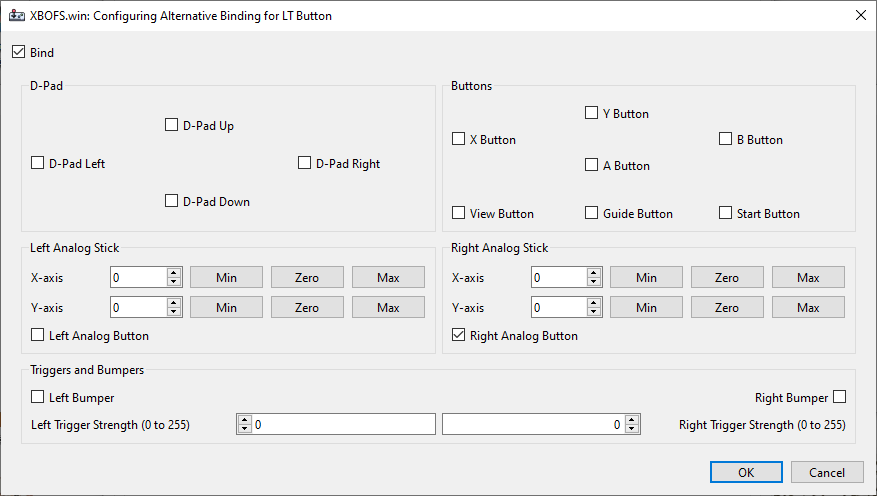 XBOFS.win: Configuring Alternative Binding for LT Button
Bind
D-Pad
D-Pad Up
D-Pad Left
D-Pad Right
D-Pad Down
Buttons
Y Button
X Button
B Button
A Button
View Button
Guide Button
Start Button
Left Analog Stick
X-axis 0 Min Zero Max
Y-axis 0 Min Zero Max
Left Analog Button
Right Analog Stick
X-axis 0 Min Zero Max
Y-axis 0 Min Zero Max
Right Analog Button
Triggers and Bumpers
Left Bumper
Right Bumper
Left Trigger Strength (0 to 255) 0
0 Right Trigger Strength (0 to 255)
OK Cancel